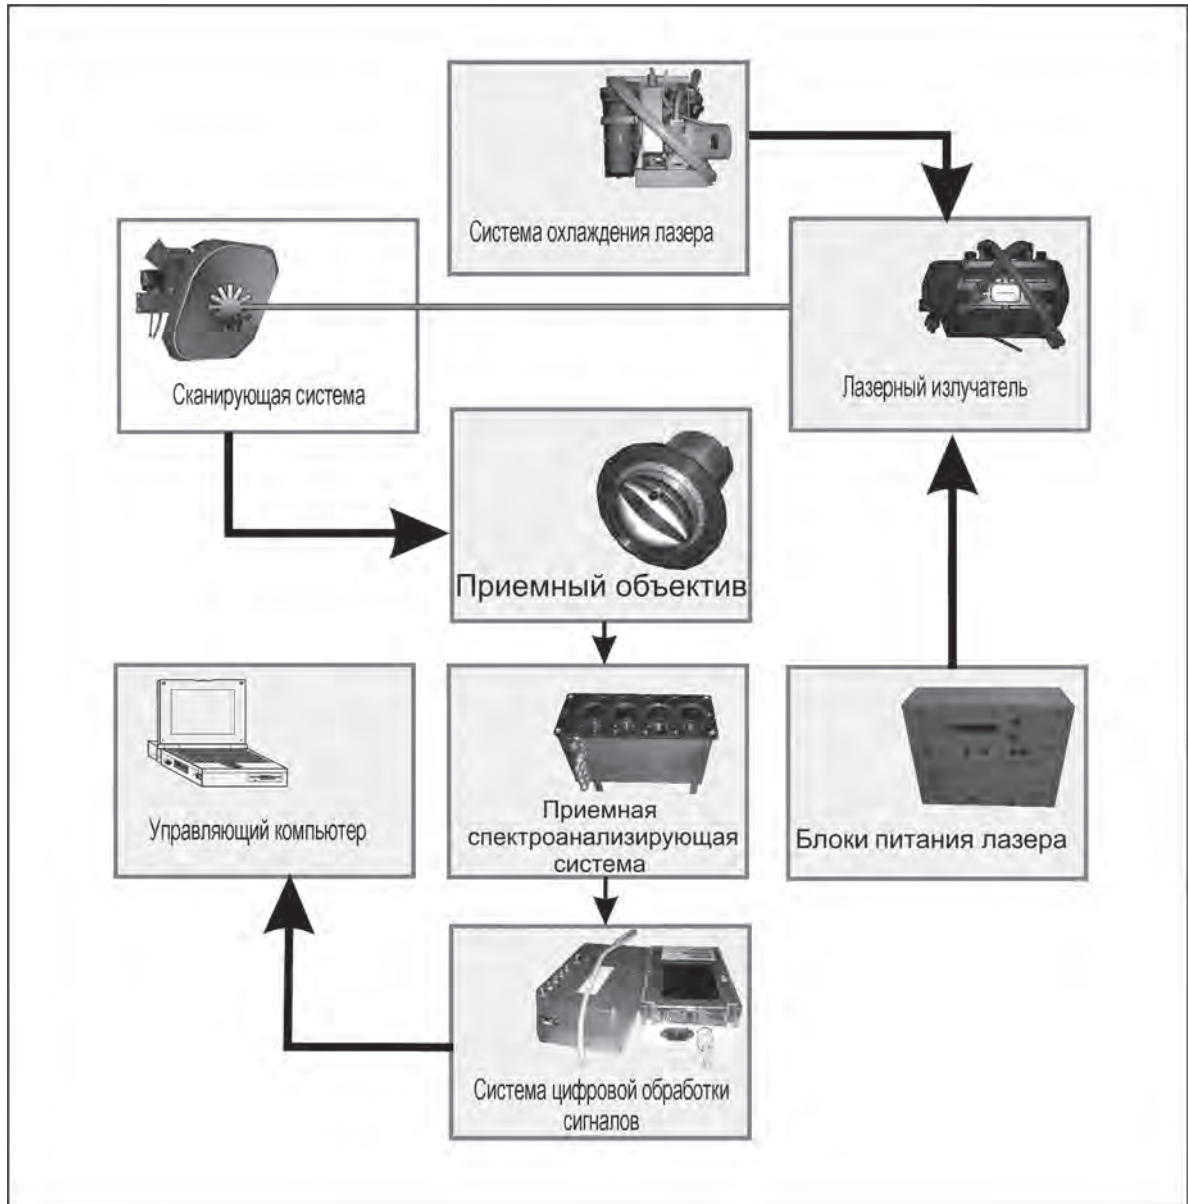 Система охлаждения лазера
Сканирующая система
Лазерный излучатель
Приемный объектив
Управляющий компьютер
Приемная
спектроанализирующая
система
Блоки питания лазера
Система цифровой обработки
сигналов